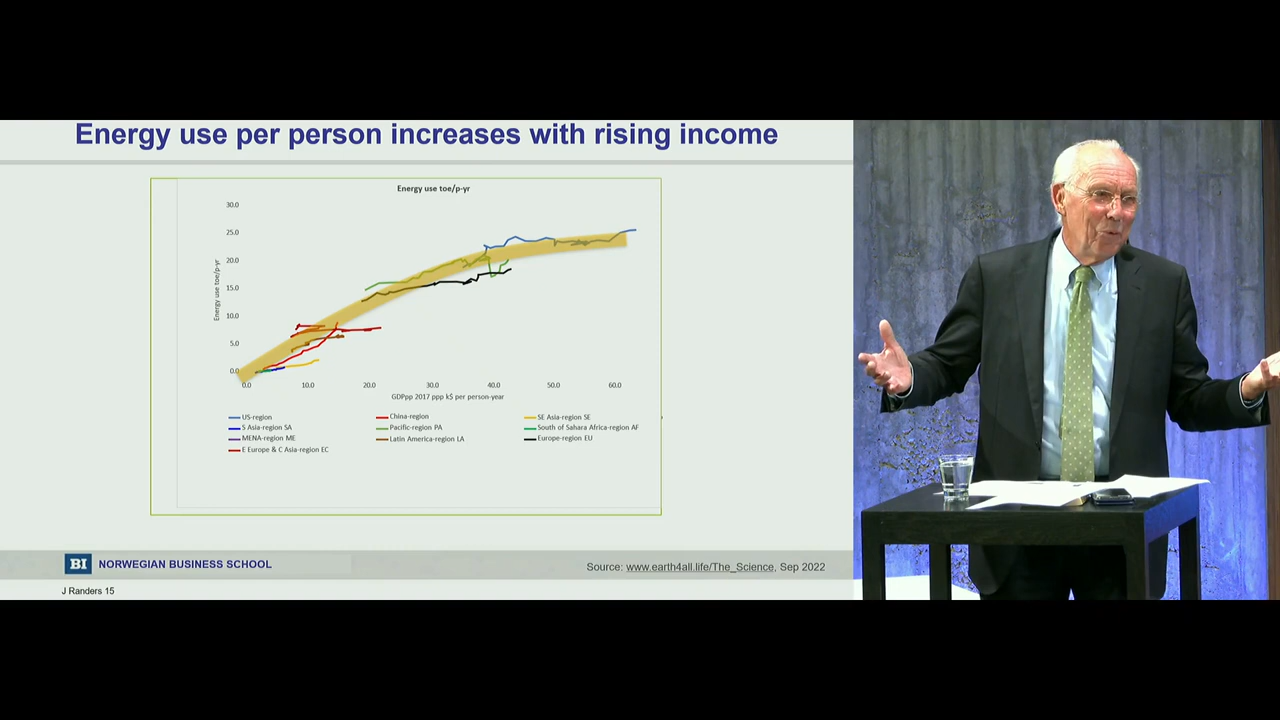 Energy use per person increases with rising income
Energy use toe/p-yr
30.0
25.0
20.0
15.0
10.0
5.0
0.0
Energy use toe/p-yr
0.0 10.0 20.0 30.0 40.0 50.0 60.0
GDPpp 2017 ppp k$ per person-year
US-region China-region SE Asia-region SE
S Asia-region SA Pacific-region PA South of Sahara Africa-region AF
MENA-region ME Latin America-region LA Europe-region EU
E Europe & C Asia-region EC
BI NORWEGIAN BUSINESS SCHOOL
Source: www.earth4all.life/The_Science, Sep 2022
J Randers 15